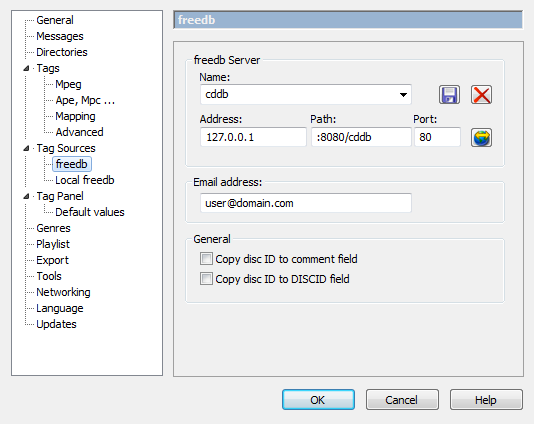 General
Messages
Directories
Tags
Mpeg
Ape, Mpc ...
Mapping
Advanced
Tag Sources
freedb
Local freedb
Tag Panel
Default values
Genres
Playlist
Export
Tools
Networking
Language
Updates
freedb
freedb Server
Name:
cddb
Address: Path: Port:
127.0.0.1 :8080/cddb 80
Email address:
user@domain.com
General
Copy disc ID to comment field
Copy disc ID to DISCID field
OK Cancel Help